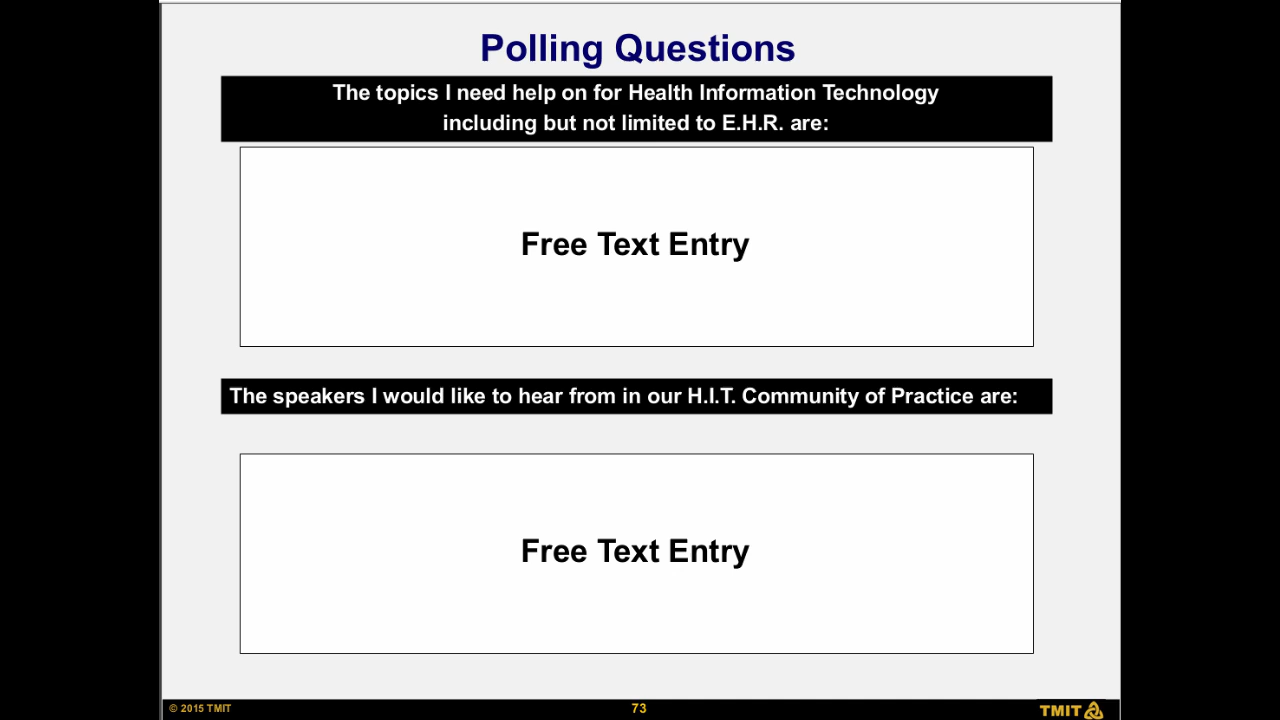 Polling Questions
The topics I need help on for Health Information Technology
including but not limited to E.H.R. are:
Free Text Entry
The speakers I would like to hear from in our H.I.T. Community of Practice are:
Free Text Entry
© 2015 TMIT
73
TMIT